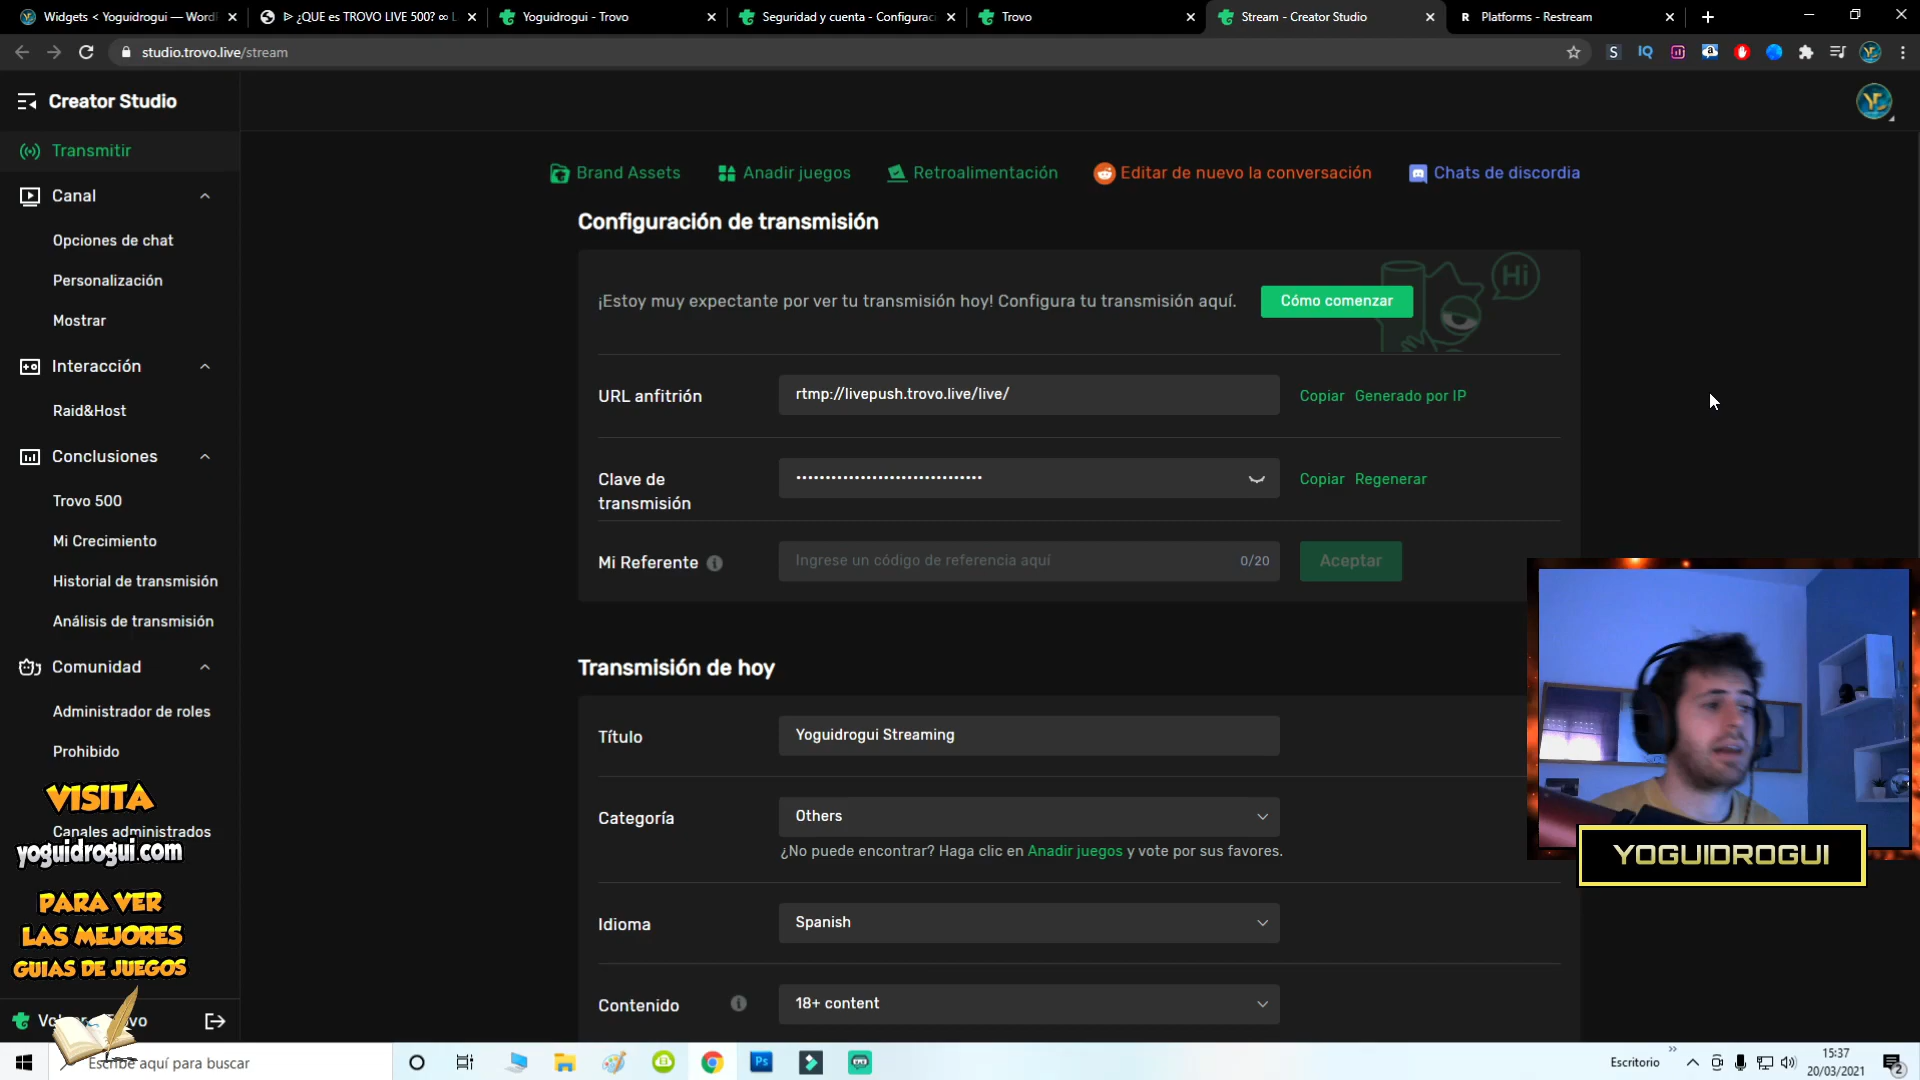 Widgets < Yoguidrogui — Word
ᐅ ¿QUE es TROVO LIVE 500? ∞ L
Yoguidrogui - Trovo
Seguridad y cuenta - Configurac
Trovo
Stream - Creator Studio
Platforms - Restream
studio.trovo.live/stream
Creator Studio
Transmitir
Canal
Opciones de chat
Personalización
Mostrar
Interacción
Raid&Host
Conclusiones
Trovo 500
Mi Crecimiento
Historial de transmisión
Análisis de transmisión
Comunidad
Administrador de roles
Prohibido
VISITA
Canales administrados
yoguidrogui.com
PARA VER
LAS MEJORES
GUIAS DE JUEGOS
Brand Assets
Anadir juegos
Retroalimentación
Editar de nuevo la conversación
Chats de discordia
Configuración de transmisión
¡Estoy muy expectante por ver tu transmisión hoy! Configura tu transmisión aquí.
Cómo comenzar
Hi
URL anfitrión
rtmp://livepush.trovo.live/live/
Copiar Generado por IP
Clave de
transmisión
Copiar Regenerar
Mi Referente
Ingrese un código de referencia aquí
0/20
Aceptar
Transmisión de hoy
Título
Yoguidrogui Streaming
Categoría
Others
¿No puede encontrar? Haga clic en Anadir juegos y vote por sus favores.
Idioma
Spanish
Contenido
18+ content
YOGUIDROGUI
Escribe aquí para buscar
Ps
Escritorio
15:37
20/03/2021
2